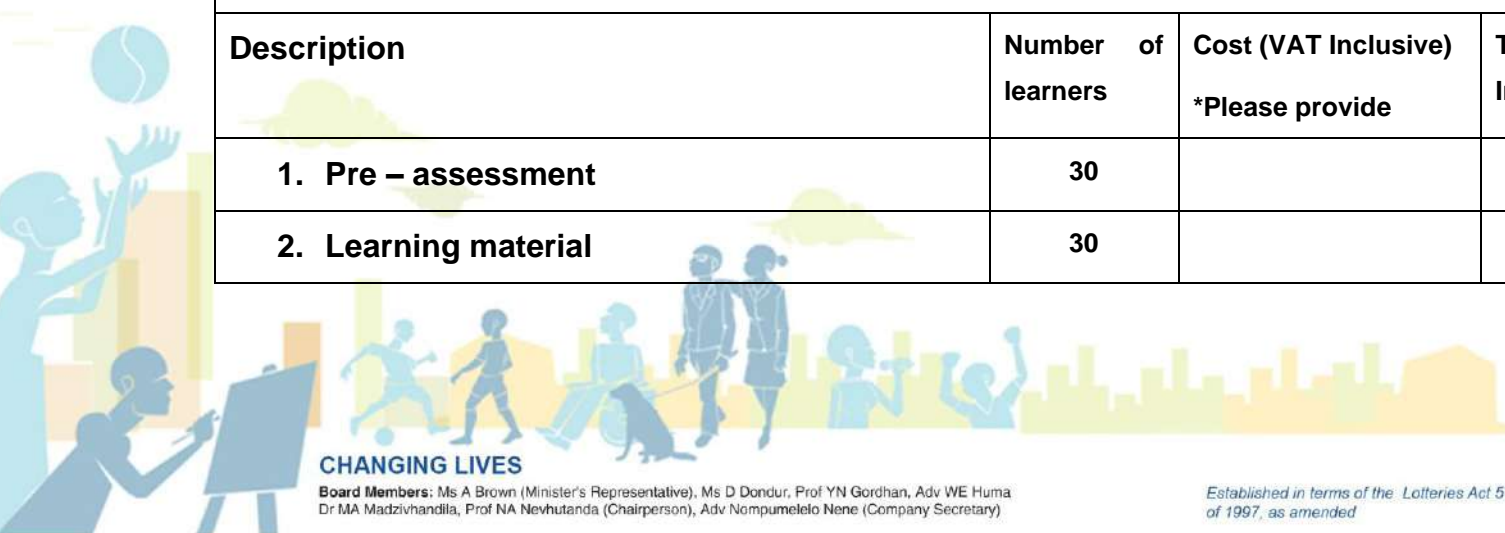 Description Number of Cost (VAT Inclusive)
learners *Please provide
1. Pre – assessment 30
2. Learning material 30
CHANGING LIVES
Board Members: Ms A Brown (Minister's Representative), Ms D Dondur, Prof YN Gordhan, Adv WE Huma
Dr MA Madzivhandila, Prof NA Nevhutanda (Chairperson), Adv Nompumelelo Nene (Company Secretary)
Established in terms of the Lotteries Act 5
of 1997, as amended